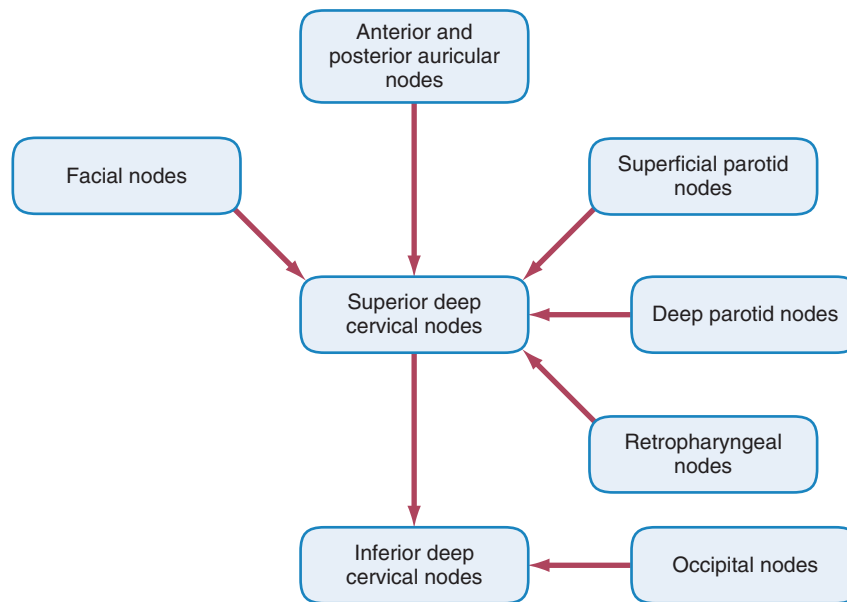 Anterior and
posterior auricular
nodes
Facial nodes
Superficial parotid
nodes
Superior deep
cervical nodes
Deep parotid nodes
Retropharyngeal
nodes
Inferior deep
cervical nodes
Occipital nodes